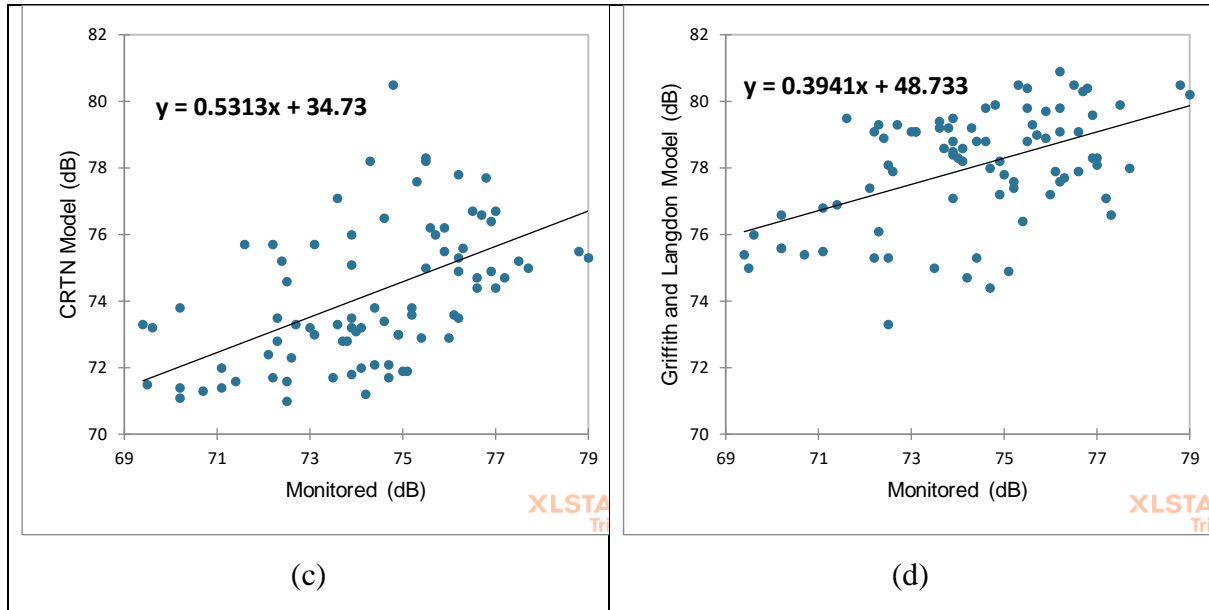 82
80
78
76
74
72
70
CRTN Model (dB)
y = 0.5313x + 34.73
69
71
73
75
77
79
Monitored (dB)
XLSTA
Tri
(c)
82
80
78
76
74
72
70
Griffith and Langdon Model (dB)
y = 0.3941x + 48.733
69
71
73
75
77
79
Monitored (dB)
XLSTA
Tri
(d)